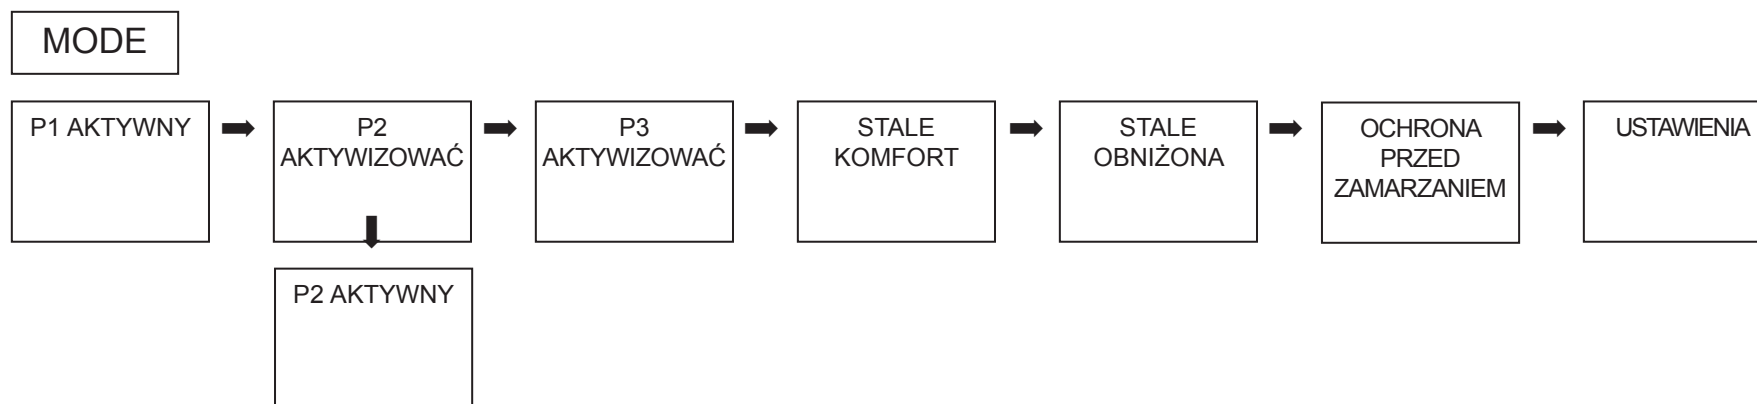 MODE
P1 AKTYWNY
P2
AKTYWIZOWAĆ
P3
AKTYWIZOWAĆ
STALE
KOMFORT
STALE
OBNIŻONA
OCHRONA
PRZED
ZAMARZANIEM
USTAWIENIA
P2 AKTYWNY